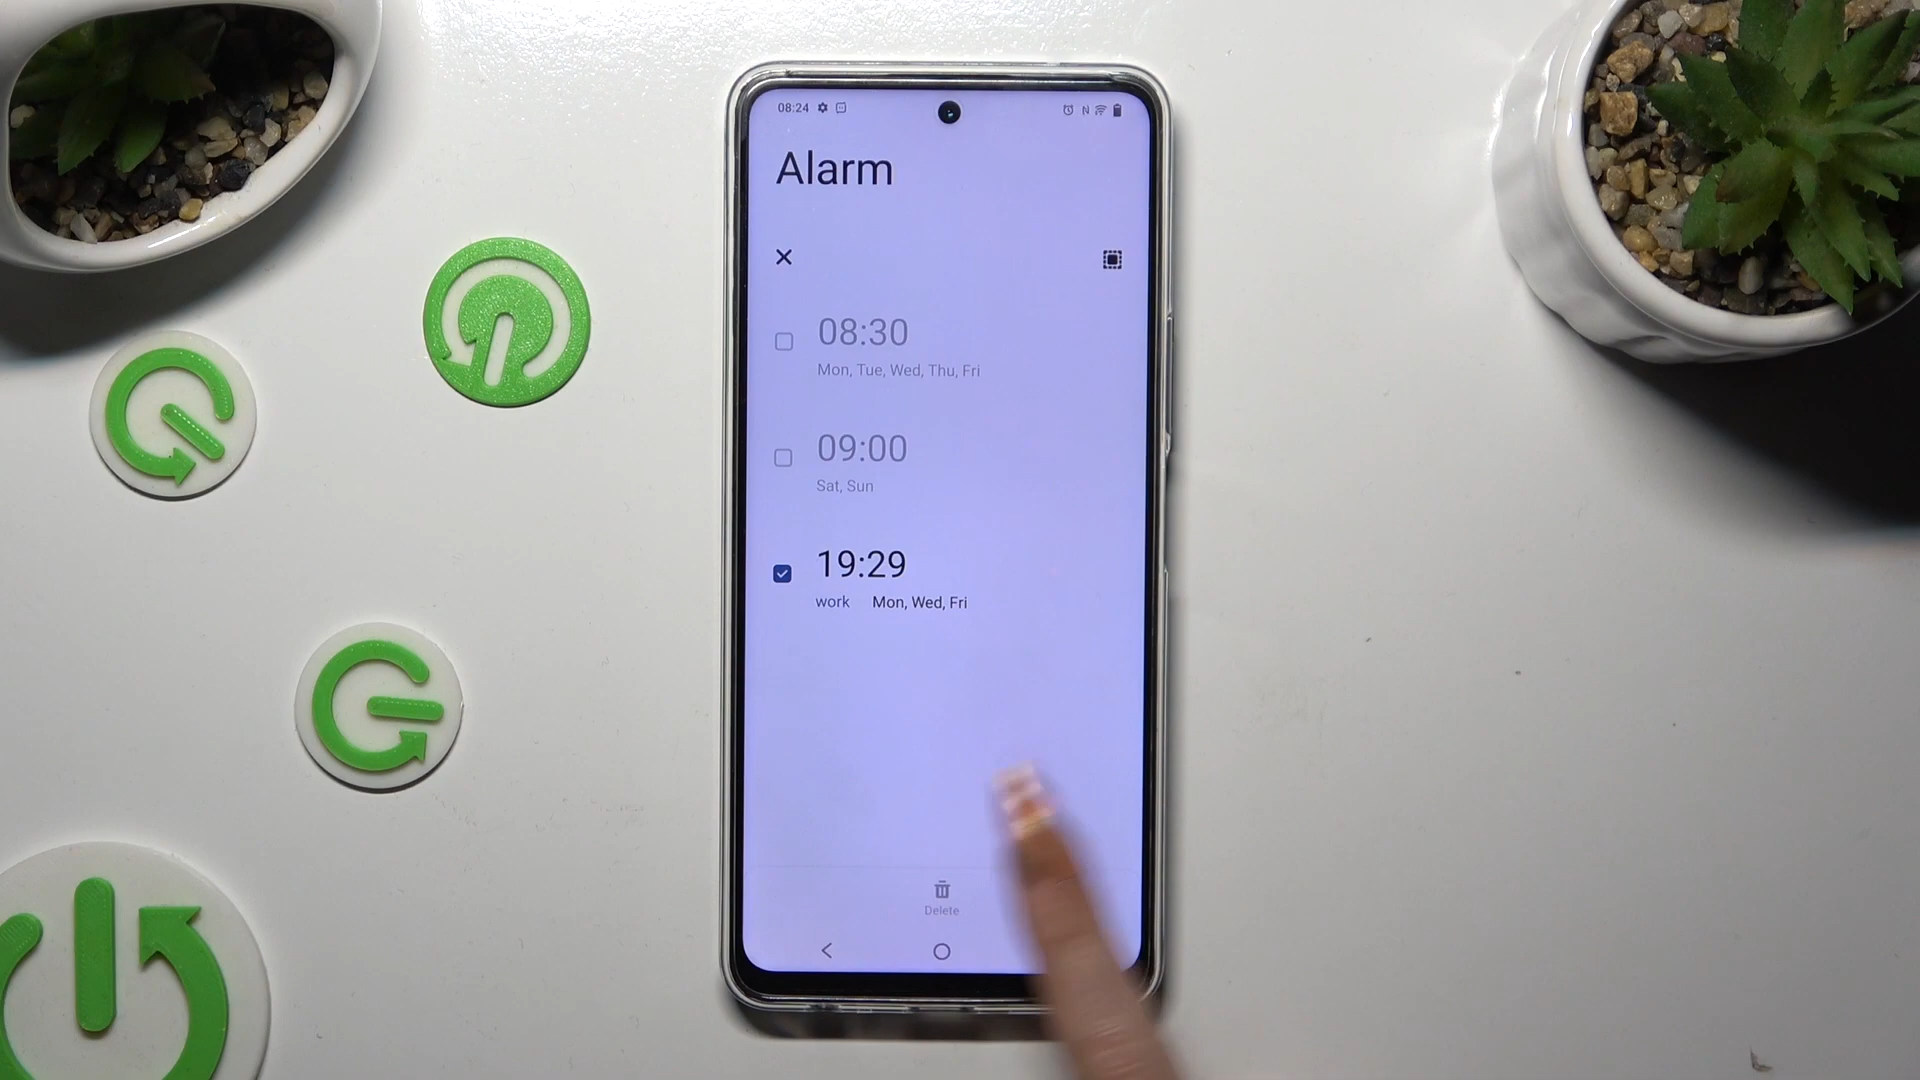 08:24
Alarm
08:30
Mon, Tue, Wed, Thu, Fri
09:00
Sat, Sun
19:29
work Mon, Wed, Fri
Delete